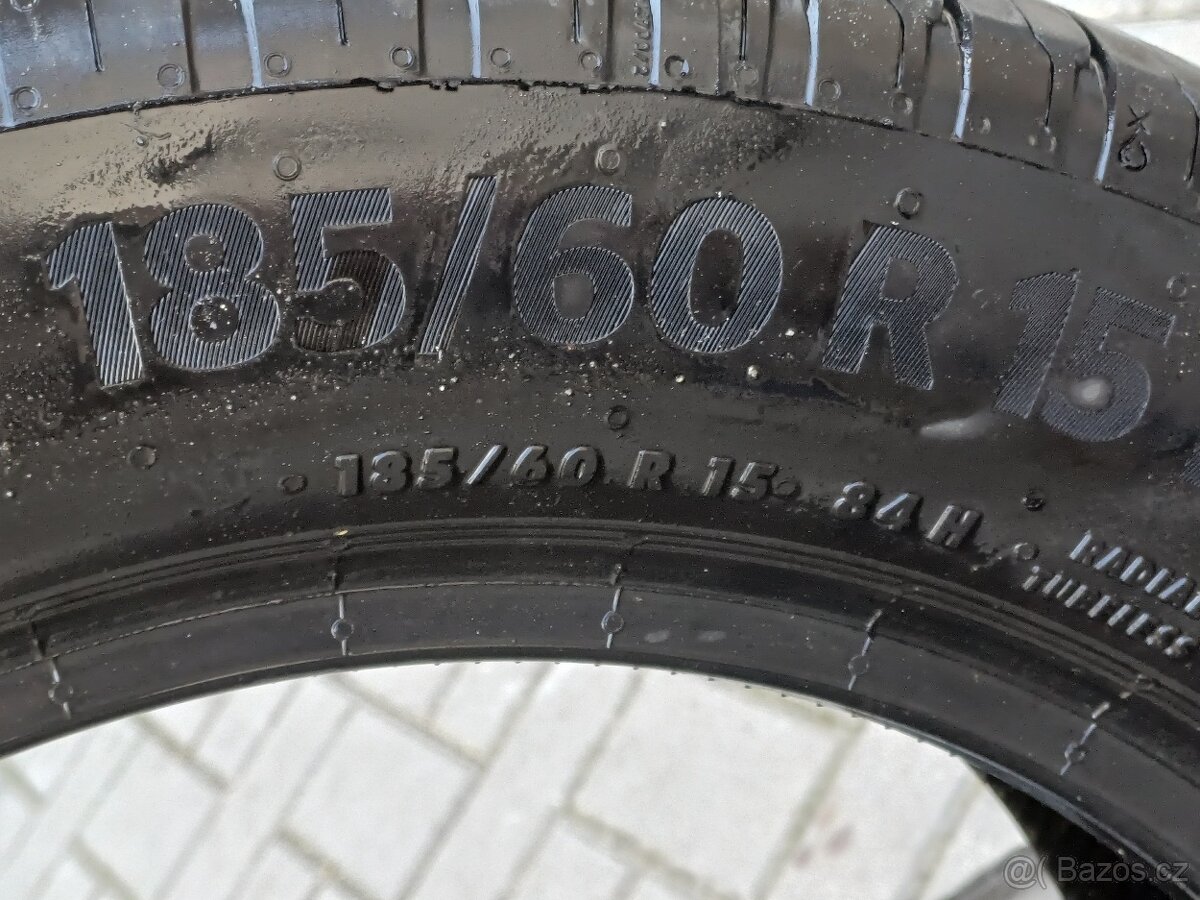 185/60 R 15
185/60 R 15 84 H
RADIAL
TUBELESS
@( Bazos.cz